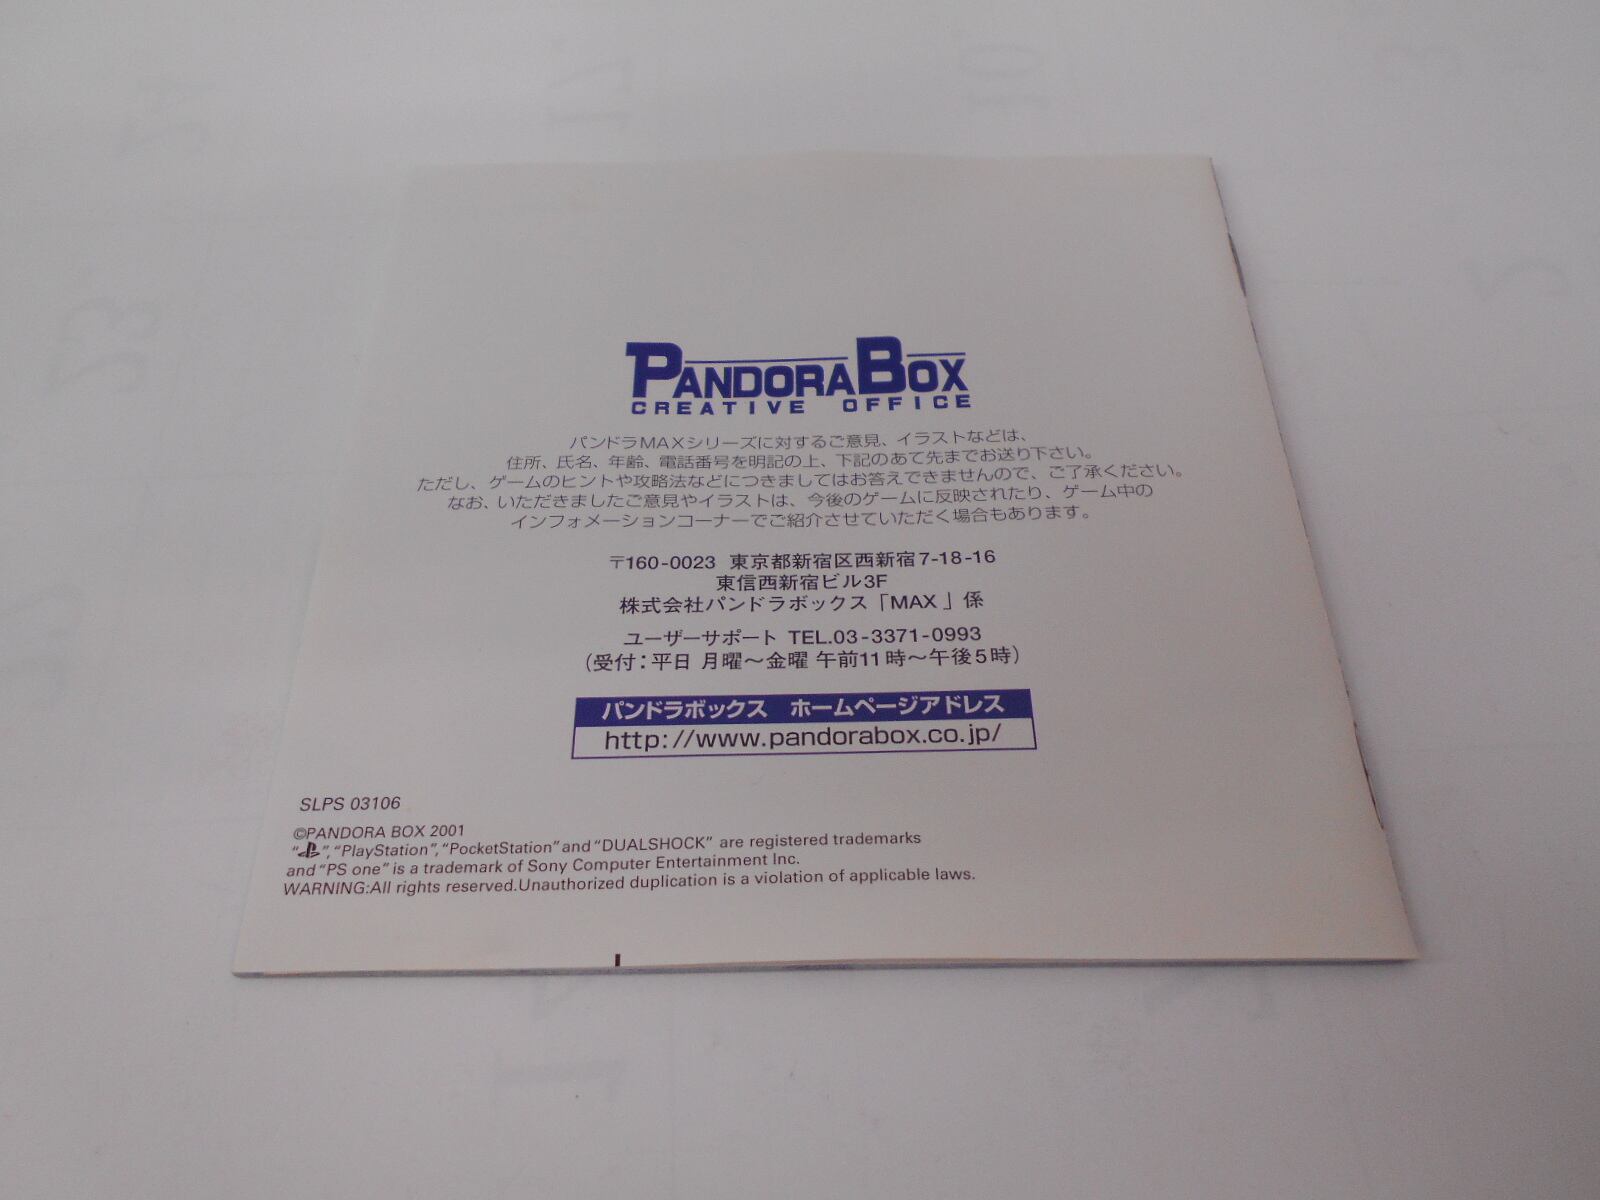 PANDORA BOX
CREATIVE OFFICE
パンドラMAXシリーズに対するご意見、イラストなどは、
住所、氏名、年齢、電話番号を明記の上、下記のあて先までお送り下さい。
ただし、ゲームのヒントや攻略法などにつきましてはお答えできませんので、ご了承ください。
なお、いただきましたご意見やイラストは、今後のゲームに反映されたり、ゲーム中の
インフォメーションコーナーでご紹介させていただく場合もあります。
〒160-0023 東京都新宿区西新宿7-18-16
東信西新宿ビル3F
株式会社パンドラボックス「MAX」係
ユーザーサポート TEL.03-3371-0993
（受付：平日 月曜～金曜 午前11時～午後5時）
パンドラボックス ホームページアドレス
http://www.pandorabox.co.jp/
SLPS 03106
©PANDORA BOX 2001
" ", "PlayStation", "PocketStation" and "DUALSHOCK" are registered trademarks
and "PS one" is a trademark of Sony Computer Entertainment Inc.
WARNING:All rights reserved.Unauthorized duplication is a violation of applicable laws.